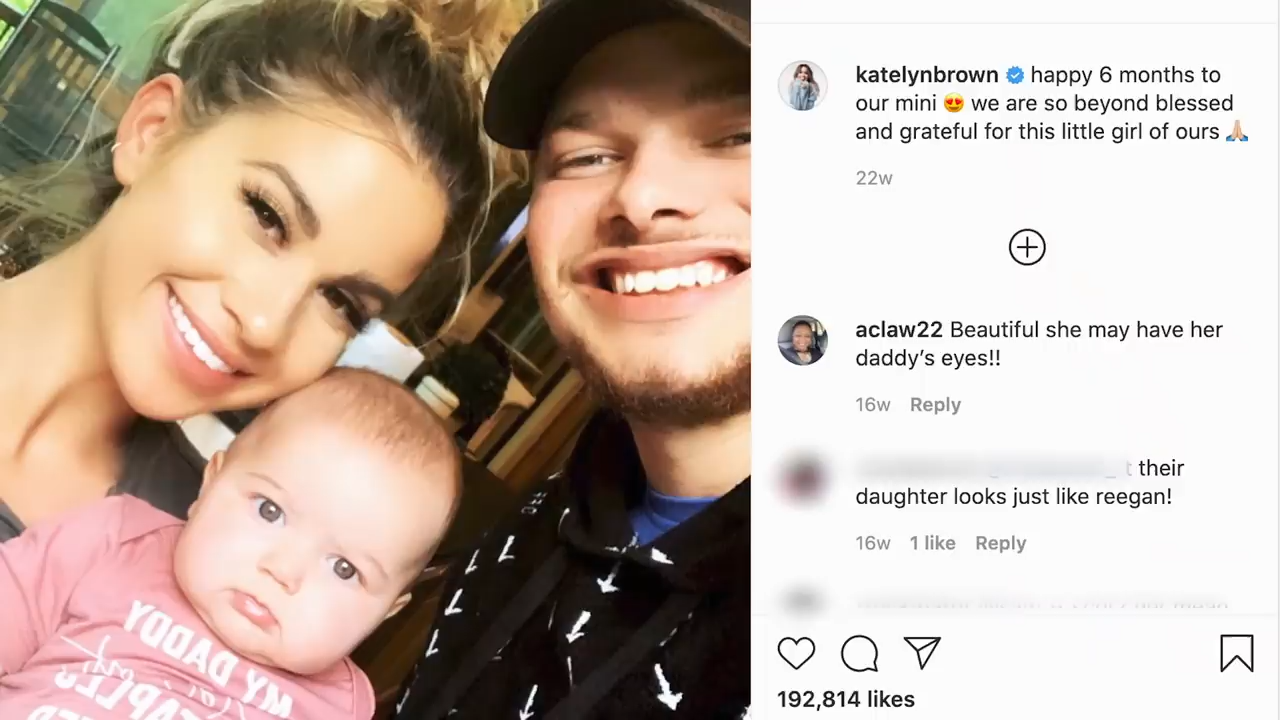 katelynbrown happy 6 months to
our mini 😍 we are so beyond blessed
and grateful for this little girl of ours 🙏🏼
22w
aclaw22 Beautiful she may have her
daddy’s eyes!!
16w Reply
their
daughter looks just like reegan!
16w 1 like Reply
192,814 likes
MY DADDY